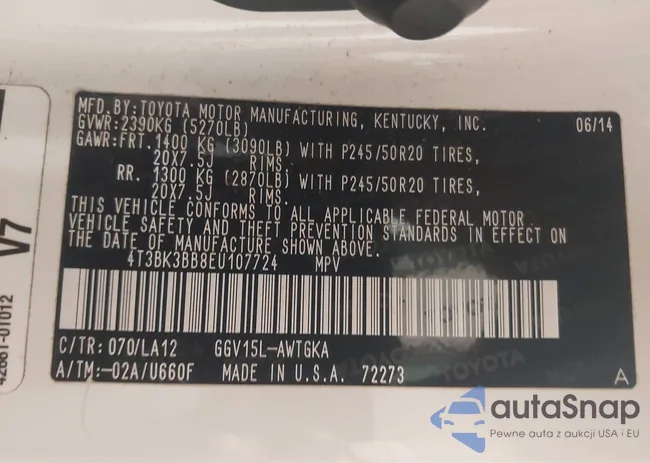 MFD. BY: TOYOTA MOTOR MANUFACTURING, KENTUCKY, INC. 06/14
GVWR: 2390KG (5270LB)
GAWR: FRT. 1400 KG (3090LB) WITH P245/50R20 TIRES,
20X7.5J RIMS
RR. 1300 KG (2870LB) WITH P245/50R20 TIRES,
20X7.5J RIMS.
THIS VEHICLE CONFORMS TO ALL APPLICABLE FEDERAL MOTOR
VEHICLE SAFETY AND THEFT PREVENTION STANDARDS IN EFFECT ON
THE DATE OF MANUFACTURE SHOWN ABOVE.
4T3BK3BB8EU107724 MPV
C/TR: 070/LA12 GGV15L-AWTGKA
A/TM:-02A/U660F MADE IN U.S.A. 72273 A
TOYOTA
V7
42661-0T012
autaSnap
Pewne auta z aukcji USA i EU